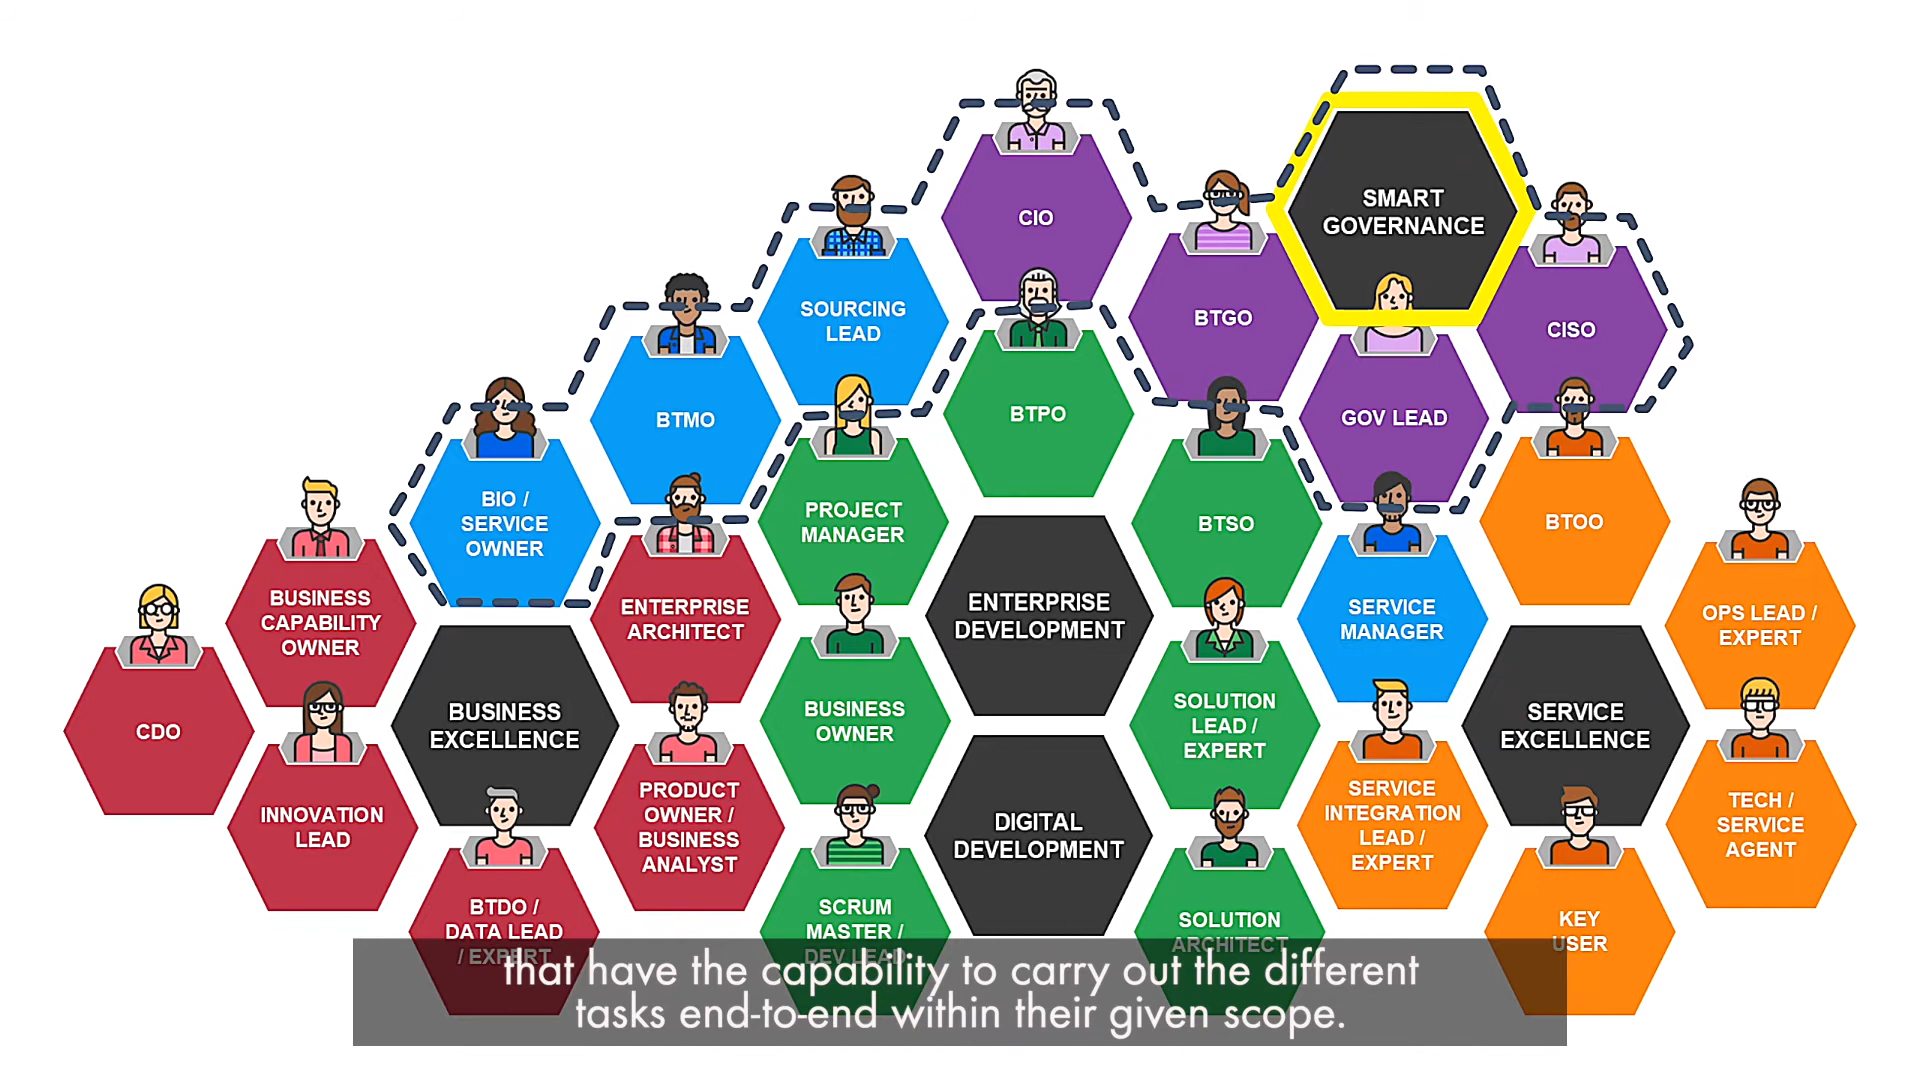 CIO
SMART
GOVERNANCE
SOURCING
LEAD
BTGO
CISO
BTMO
BTPO
GOV LEAD
BIO /
SERVICE
OWNER
PROJECT
MANAGER
BTSO
BTOO
BUSINESS
CAPABILITY
OWNER
ENTERPRISE
ARCHITECT
ENTERPRISE
DEVELOPMENT
SERVICE
MANAGER
OPS LEAD /
EXPERT
CDO
BUSINESS
EXCELLENCE
BUSINESS
OWNER
SOLUTION
LEAD /
EXPERT
SERVICE
EXCELLENCE
INNOVATION
LEAD
PRODUCT
OWNER /
BUSINESS
ANALYST
DIGITAL
DEVELOPMENT
SERVICE
INTEGRATION
LEAD /
EXPERT
TECH /
SERVICE
AGENT
BTDO /
DATA LEAD
/ EXPERT
SCRUM
MASTER /
DEV LEAD
SOLUTION
ARCHITECT
KEY
USER
that have the capability to carry out the different
tasks end-to-end within their given scope.